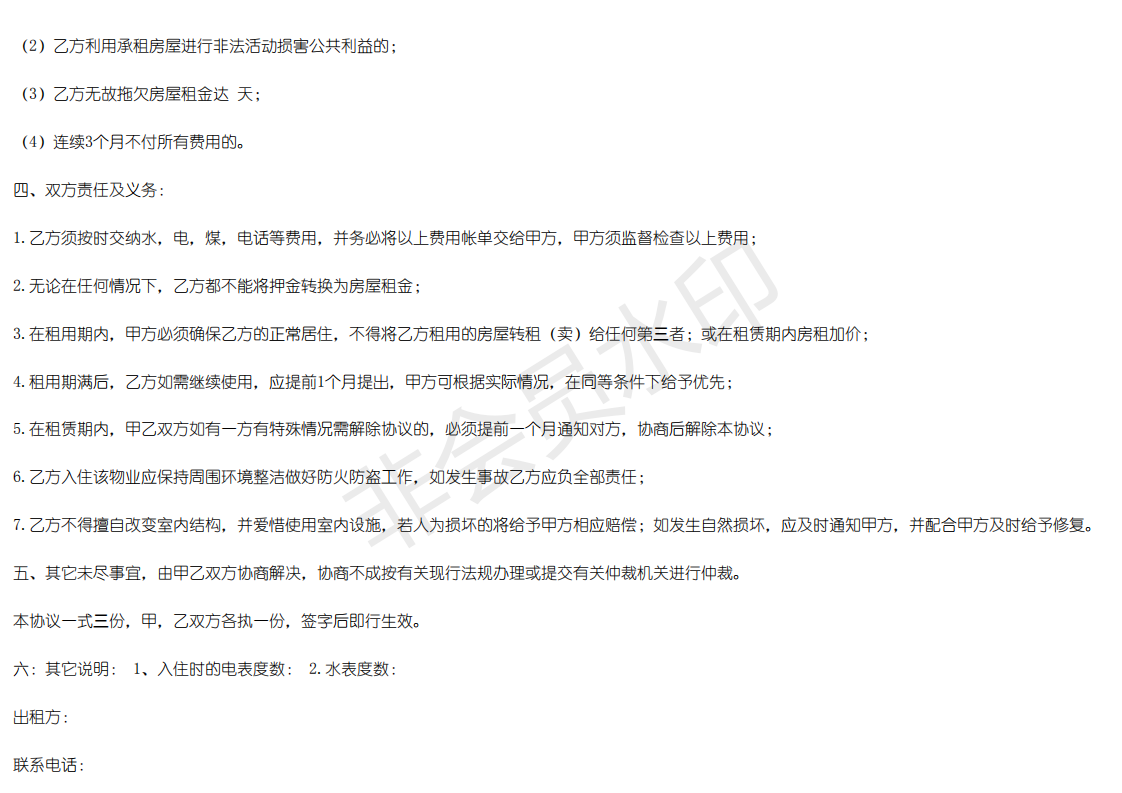 （2）乙方利用承租房屋进行非法活动损害公共利益的；
（3）乙方无故拖欠房屋租金达 天；
（4）连续3个月不付所有费用的。
四、双方责任及义务：
1.乙方须按时交纳水，电，煤，电话等费用，并务必将以上费用帐单交给甲方，甲方须监督检查以上费用；
2.无论在任何情况下，乙方都不能将押金转换为房屋租金；
3.在租用期内，甲方必须确保乙方的正常居住，不得将乙方租用的房屋转租（卖）给任何第三者；或在租赁期内房租加价；
4.租用期满后，乙方如需继续使用，应提前1个月提出，甲方可根据实际情况，在同等条件下给予优先；
5.在租赁期内，甲乙双方如有一方有特殊情况需解除协议的，必须提前一个月通知对方，协商后解除本协议；
6.乙方入住该物业应保持周围环境整洁做好防火防盗工作，如发生事故乙方应负全部责任；
7.乙方不得擅自改变室内结构，并爱惜使用室内设施，若人为损坏的将给予甲方相应赔偿；如发生自然损坏，应及时通知甲方，并配合甲方及时给予修复。
五、其它未尽事宜，由甲乙双方协商解决，协商不成按有关现行法规办理或提交有关仲裁机关进行仲裁。
本协议一式三份，甲，乙双方各执一份，签字后即行生效。
六：其它说明： 1、入住时的电表度数： 2.水表度数：
出租方：
联系电话：
非会员水印